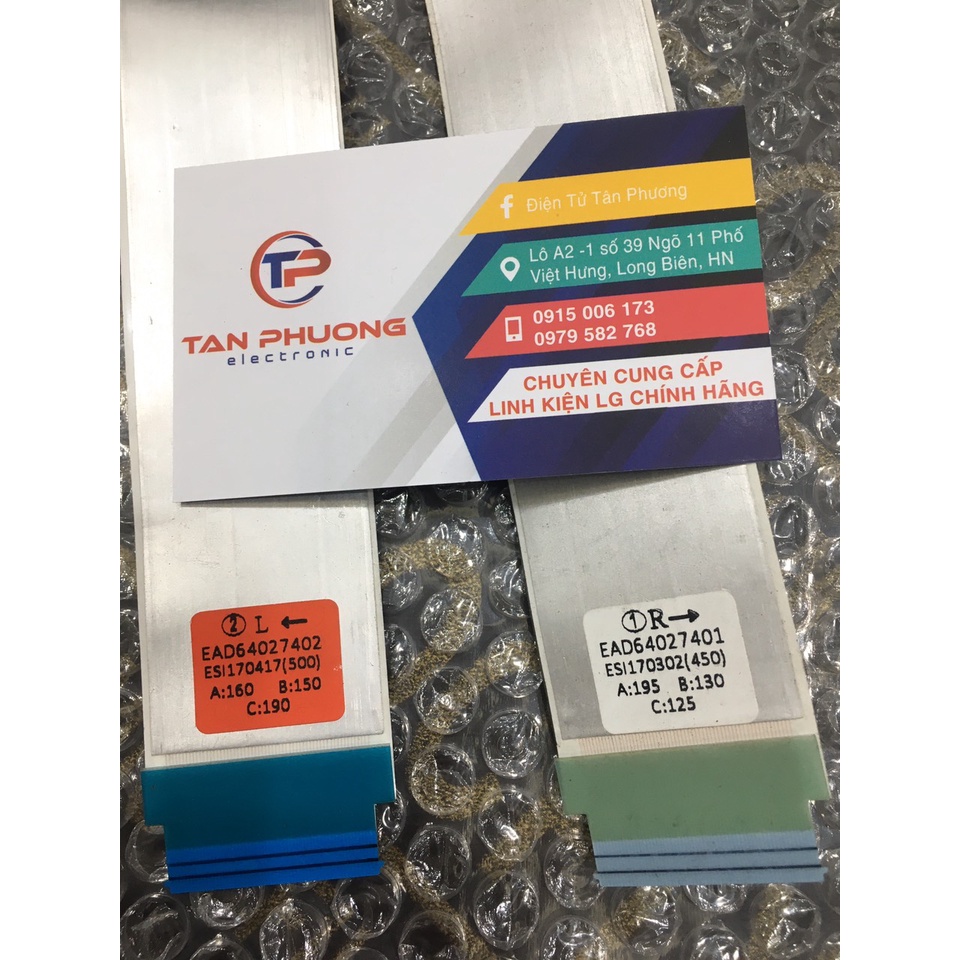 TP
TAN PHUONG
electronic
f Điện Tử Tân Phương
Lô A2 -1 số 39 Ngõ 11 Phố
Việt Hưng, Long Biên, HN
0915 006 173
0979 582 768
CHUYÊN CUNG CẤP
LINH KIỆN LG CHÍNH HÃNG
② L ←
EAD64027402
ESI170417(500)
A:160 B:150
C:190
① R→
EAD64027401
ESI170302(450)
A:195 B:130
C:125